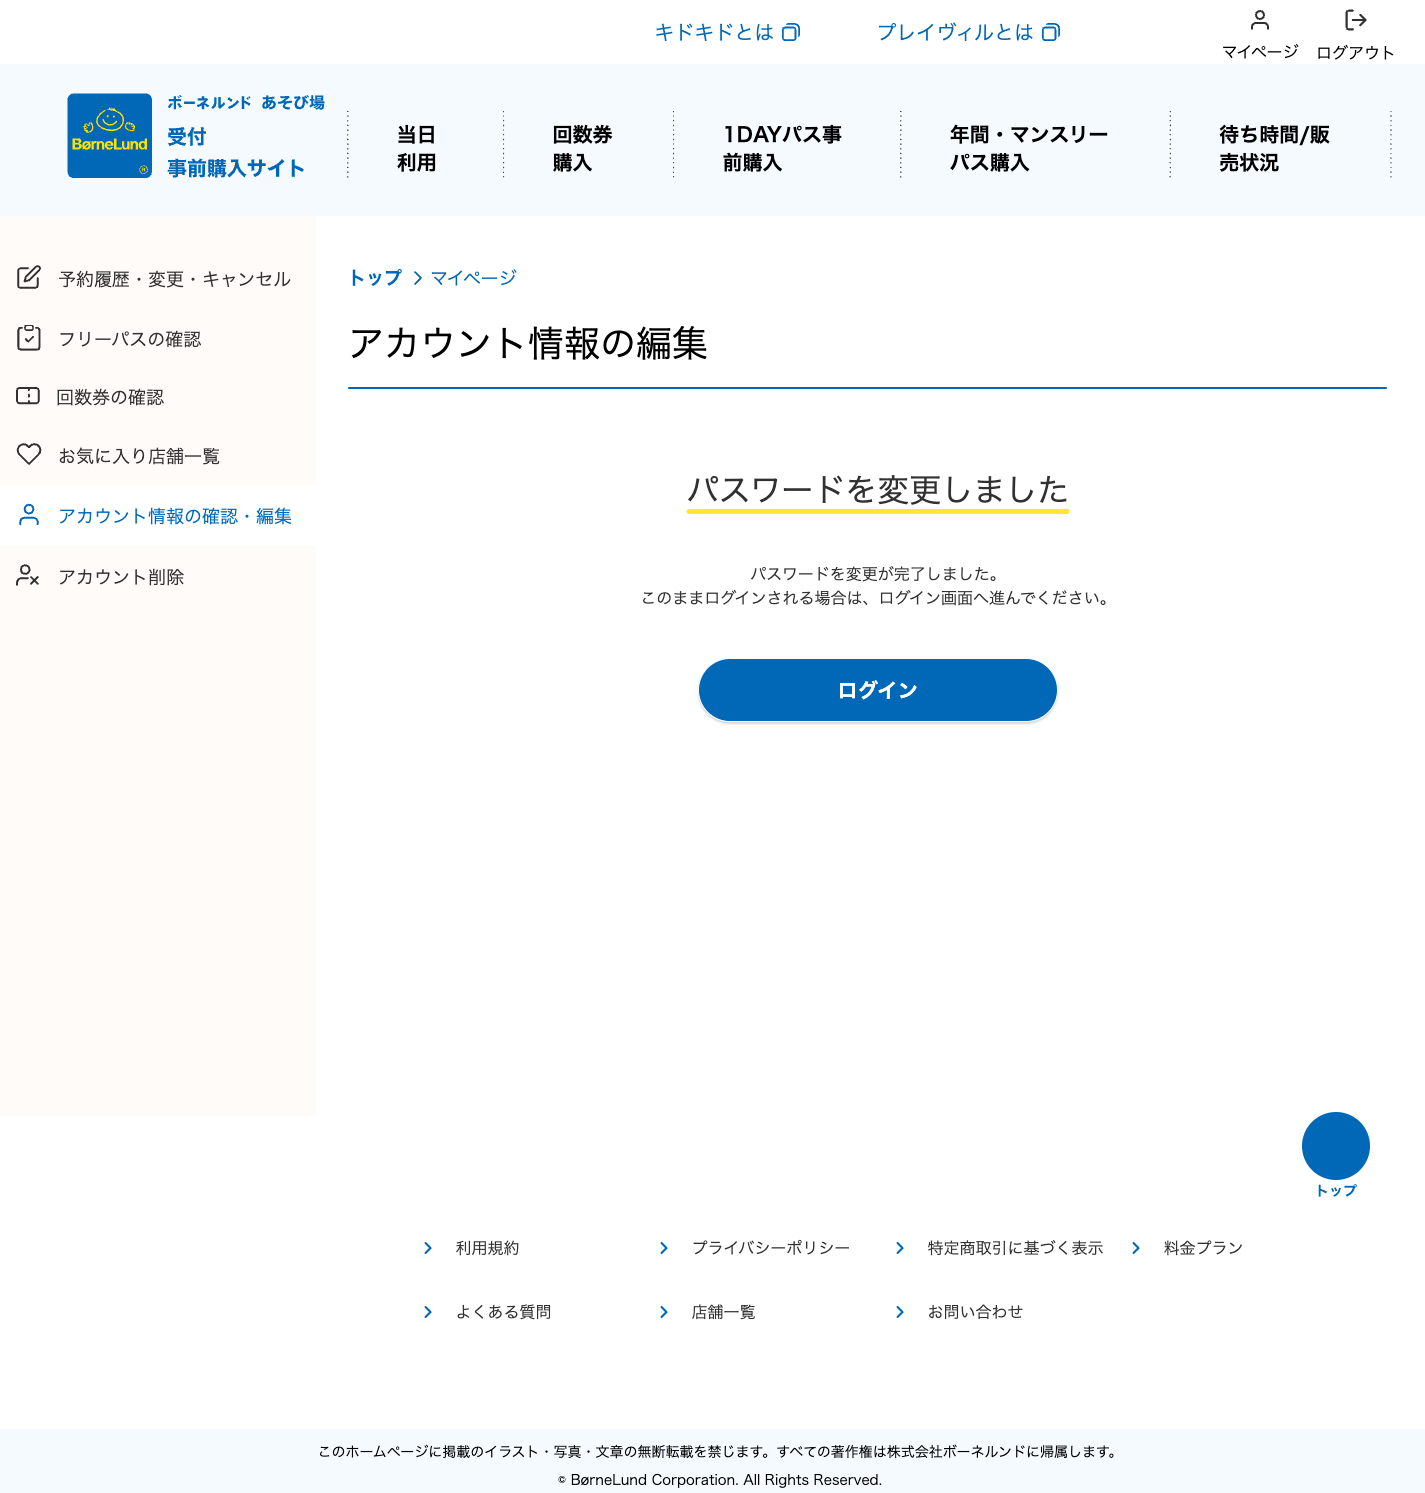 キドキドとは
プレイヴィルとは
マイページ
ログアウト
BørneLund
ボーネルンド あそび場
受付
事前購入サイト
当日
利用
回数券
購入
1DAYパス事
前購入
年間・マンスリー
パス購入
待ち時間/販
売状況
予約履歴・変更・キャンセル
フリーパスの確認
回数券の確認
お気に入り店舗一覧
アカウント情報の確認・編集
アカウント削除
トップ
マイページ
アカウント情報の編集
パスワードを変更しました
パスワードを変更が完了しました。
このままログインされる場合は、ログイン画面へ進んでください。
ログイン
トップ
利用規約
プライバシーポリシー
特定商取引に基づく表示
料金プラン
よくある質問
店舗一覧
お問い合わせ
このホームページに掲載のイラスト・写真・文章の無断転載を禁じます。すべての著作権は株式会社ボーネルンドに帰属します。
© BørneLund Corporation. All Rights Reserved.